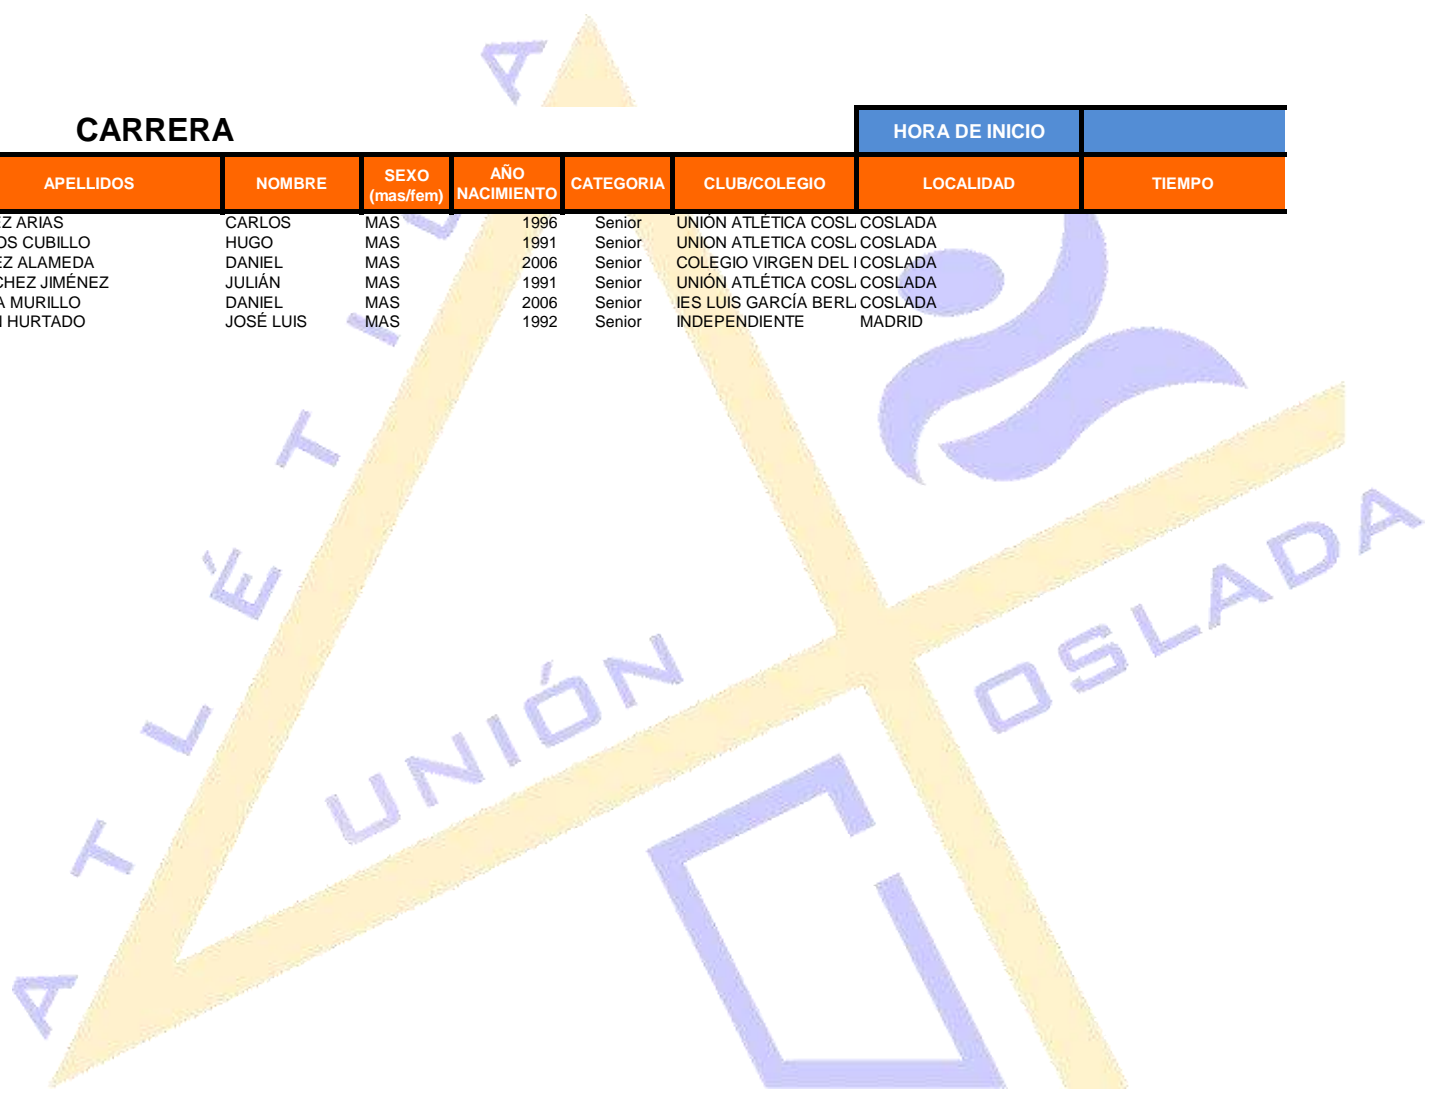 CARRERA HORA DE INICIO
APELLIDOS NOMBRE SEXO (mas/fem) AÑO NACIMIENTO CATEGORIA CLUB/COLEGIO LOCALIDAD TIEMPO
EZ ARIAS CARLOS MAS 1996 Senior UNIÓN ATLÉTICA COSL COSLADA
OS CUBILLO HUGO MAS 1991 Senior UNION ATLETICA COSL COSLADA
EZ ALAMEDA DANIEL MAS 2006 Senior COLEGIO VIRGEN DEL COSLADA
CHEZ JIMÉNEZ JULIÁN MAS 1991 Senior UNIÓN ATLÉTICA COSL COSLADA
A MURILLO DANIEL MAS 2006 Senior IES LUIS GARCÍA BERL COSLADA
HURTADO JOSÉ LUIS MAS 1992 Senior INDEPENDIENTE MADRID
UNIÓN
OSLADA